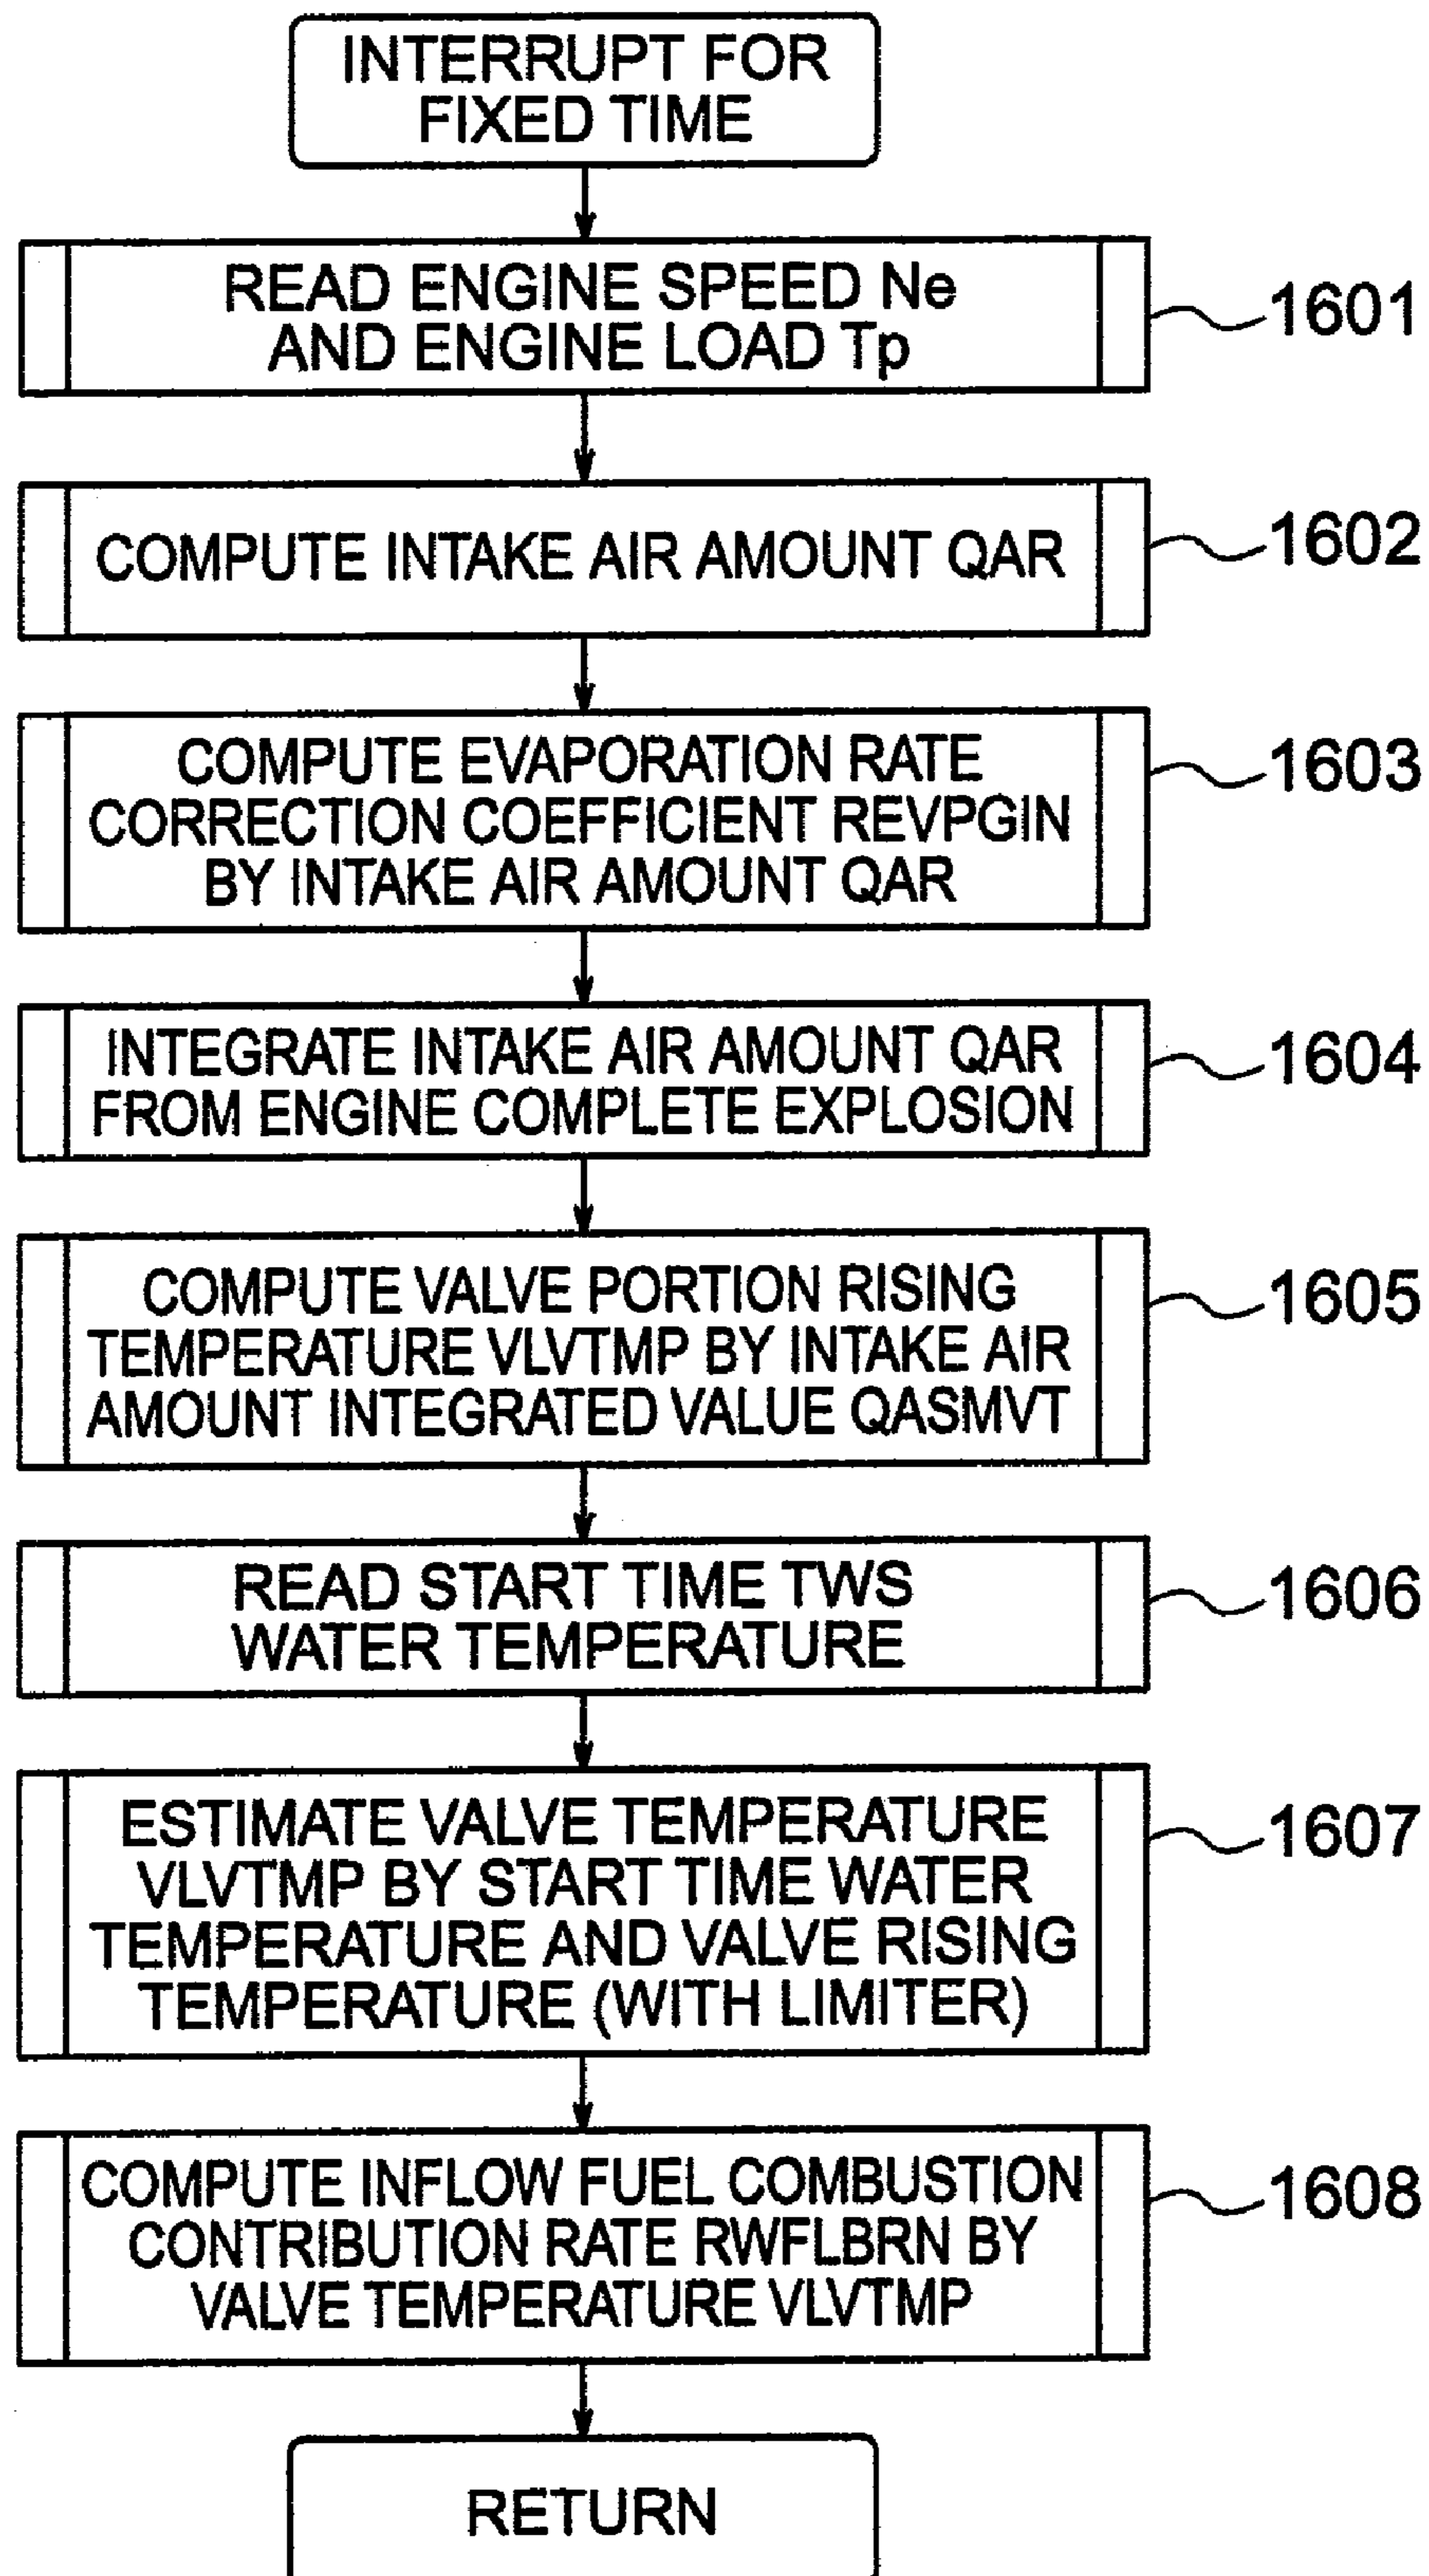 INTERRUPT FOR
FIXED TIME
READ ENGINE SPEED Ne
AND ENGINE LOAD Tp
1601
COMPUTE INTAKE AIR AMOUNT QAR
1602
COMPUTE EVAPORATION RATE
CORRECTION COEFFICIENT REVPGIN
BY INTAKE AIR AMOUNT QAR
1603
INTEGRATE INTAKE AIR AMOUNT QAR
FROM ENGINE COMPLETE EXPLOSION
1604
COMPUTE VALVE PORTION RISING
TEMPERATURE VLVTMP BY INTAKE AIR
AMOUNT INTEGRATED VALUE QASMVT
1605
READ START TIME TWS
WATER TEMPERATURE
1606
ESTIMATE VALVE TEMPERATURE
VLVTMP BY START TIME WATER
TEMPERATURE AND VALVE RISING
TEMPERATURE (WITH LIMITER)
1607
COMPUTE INFLOW FUEL COMBUSTION
CONTRIBUTION RATE RWFLBRN BY
VALVE TEMPERATURE VLVTMP
1608
RETURN